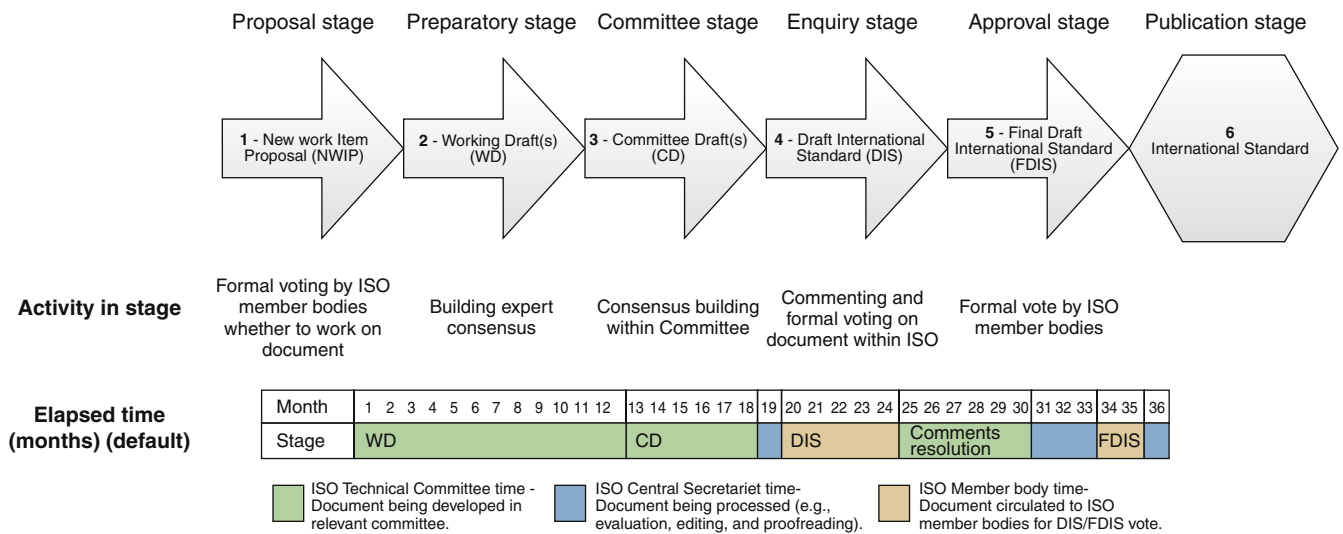 Proposal stage
Preparatory stage
Committee stage
Enquiry stage
Approval stage
Publication stage
1 - New work Item
Proposal (NWIP)
2 - Working Draft(s)
(WD)
3 - Committee Draft(s)
(CD)
4 - Draft International
Standard (DIS)
5 - Final Draft
International Standard
(FDIS)
6
International Standard
Activity in stage
Formal voting by ISO
member bodies
whether to work on
document
Building expert
consensus
Consensus building
within Committee
Commenting and
formal voting on
document within ISO
Formal vote by ISO
member bodies
Elapsed time
(months) (default)
Month 1 2 3 4 5 6 7 8 9 10 11 12 13 14 15 16 17 18 19 20 21 22 23 24 25 26 27 28 29 30 31 32 33 34 35 36
Stage WD CD DIS Comments resolution FDIS
ISO Technical Committee time -
Document being developed in
relevant committee.
ISO Central Secretariet time-
Document being processed (e.g.,
evaluation, editing, and proofreading).
ISO Member body time-
Document circulated to ISO
member bodies for DIS/FDIS vote.